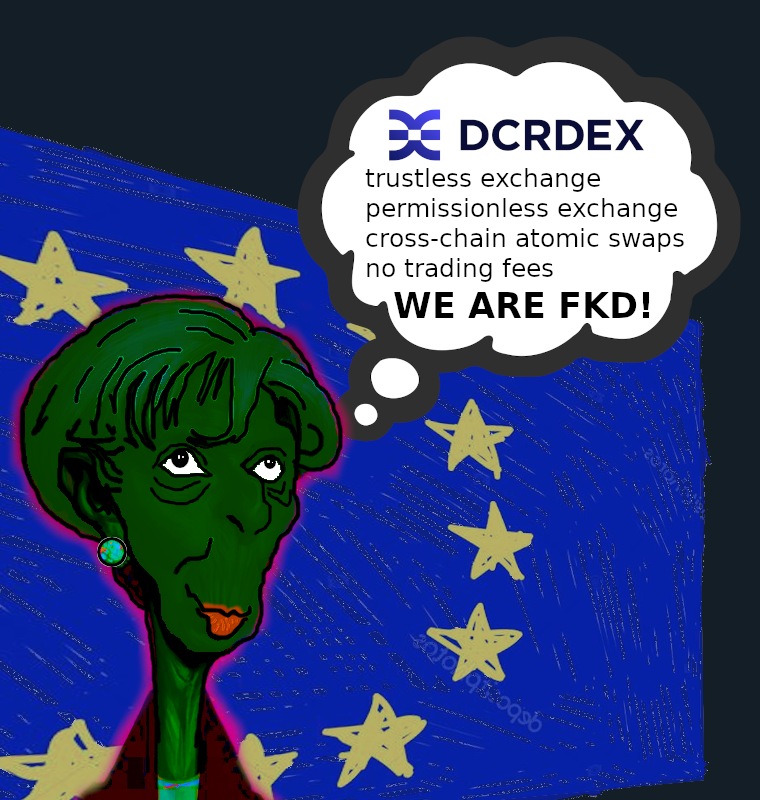 DCRDEX
trustless exchange
permissionless exchange
cross-chain atomic swaps
no trading fees
WE ARE FKD!